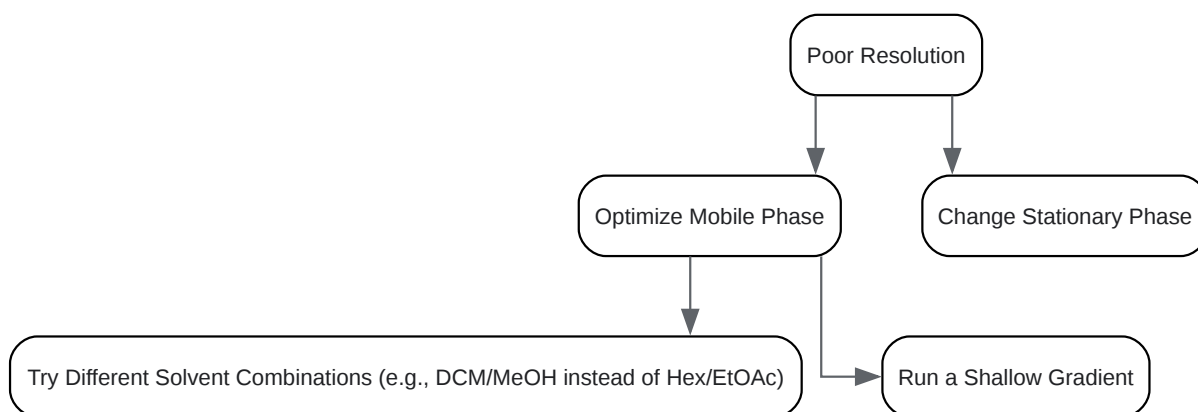 Poor Resolution
Optimize Mobile Phase
Change Stationary Phase
Try Different Solvent Combinations (e.g., DCM/MeOH instead of Hex/EtOAc)
Run a Shallow Gradient